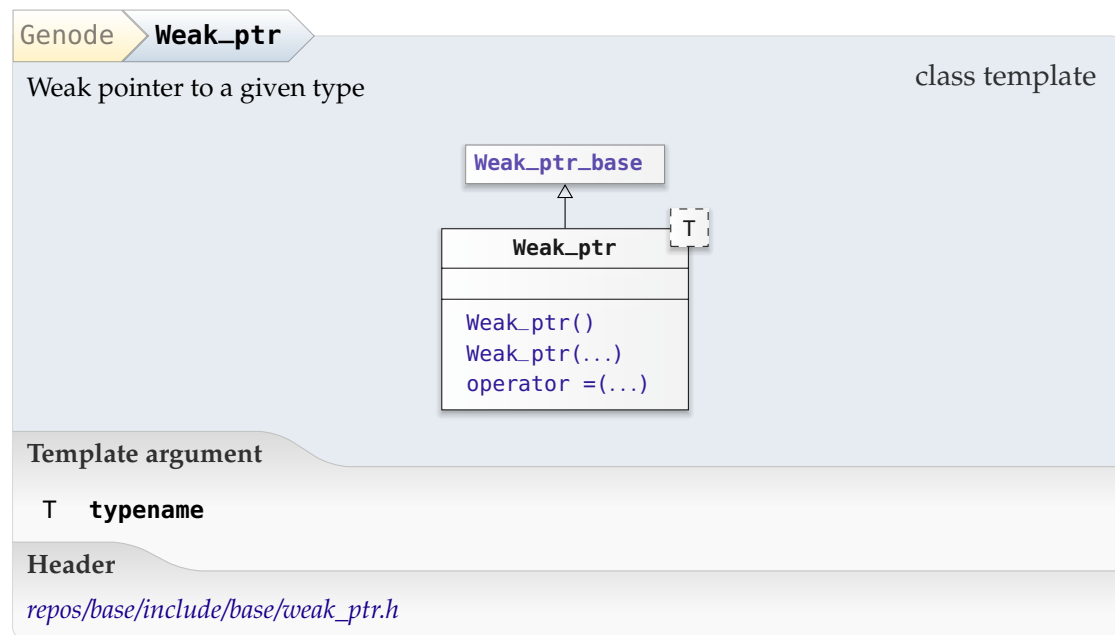 Genode Weak_ptr
class template
Weak pointer to a given type
Weak_ptr_base
T
Weak_ptr
Weak_ptr()
Weak_ptr(...)
operator =(...)
Template argument
T typename
Header
repos/base/include/base/weak_ptr.h